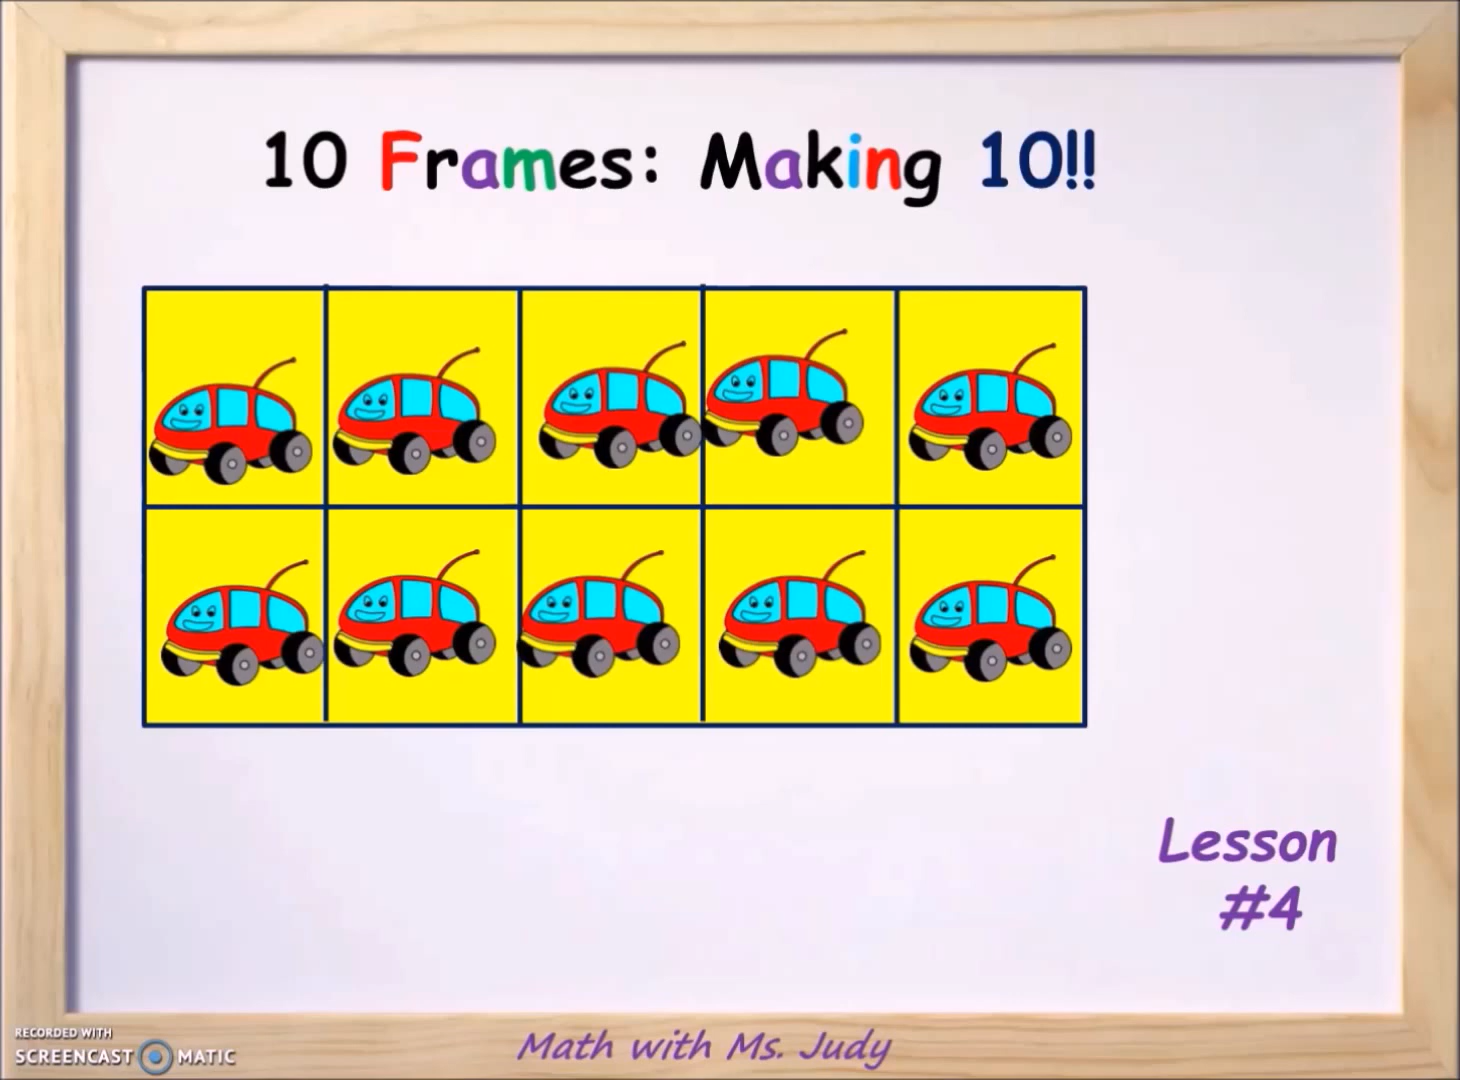 10 Frames: Making 10!!
Lesson
#4
RECORDED WITH
SCREENCAST MATIC
Math with Ms. Judy